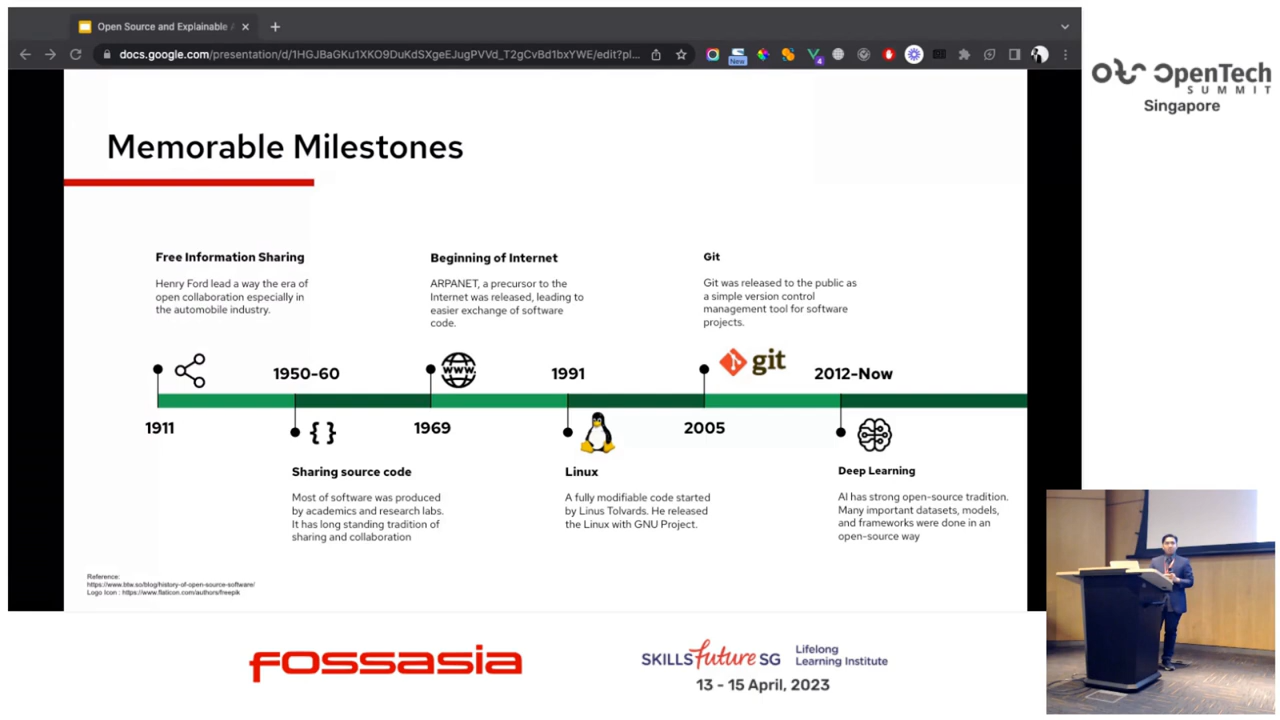 Open Source and Explainable
docs.google.com/presentation/d/1HGJBaGKu1XKO9DuKdSXgeEJugPVVd_T2gCvBd1bxYWE/edit?pl...
New
4
OpenTech
SUMMIT
Singapore
Memorable Milestones
Free Information Sharing
Henry Ford lead a way the era of
open collaboration especially in
the automobile industry.
Beginning of Internet
ARPANET, a precursor to the
Internet was released, leading to
easier exchange of software
code.
Git
Git was released to the public as
a simple version control
management tool for software
projects.
1950-60
WWW
1991
git
2012-Now
1911
{ }
1969
2005
Sharing source code
Most of software was produced
by academics and research labs.
It has long standing tradition of
sharing and collaboration
Linux
A fully modifiable code started
by Linus Tolvards. He released
the Linux with GNU Project.
Deep Learning
AI has strong open-source tradition.
Many important datasets, models,
and frameworks were done in an
open-source way
Reference:
https://www.btw.so/blog/history-of-open-source-software/
Logo Icon : https://www.flaticon.com/authors/freepik
fossasia
SKILLSfuture SG
Lifelong
Learning Institute
13 - 15 April, 2023